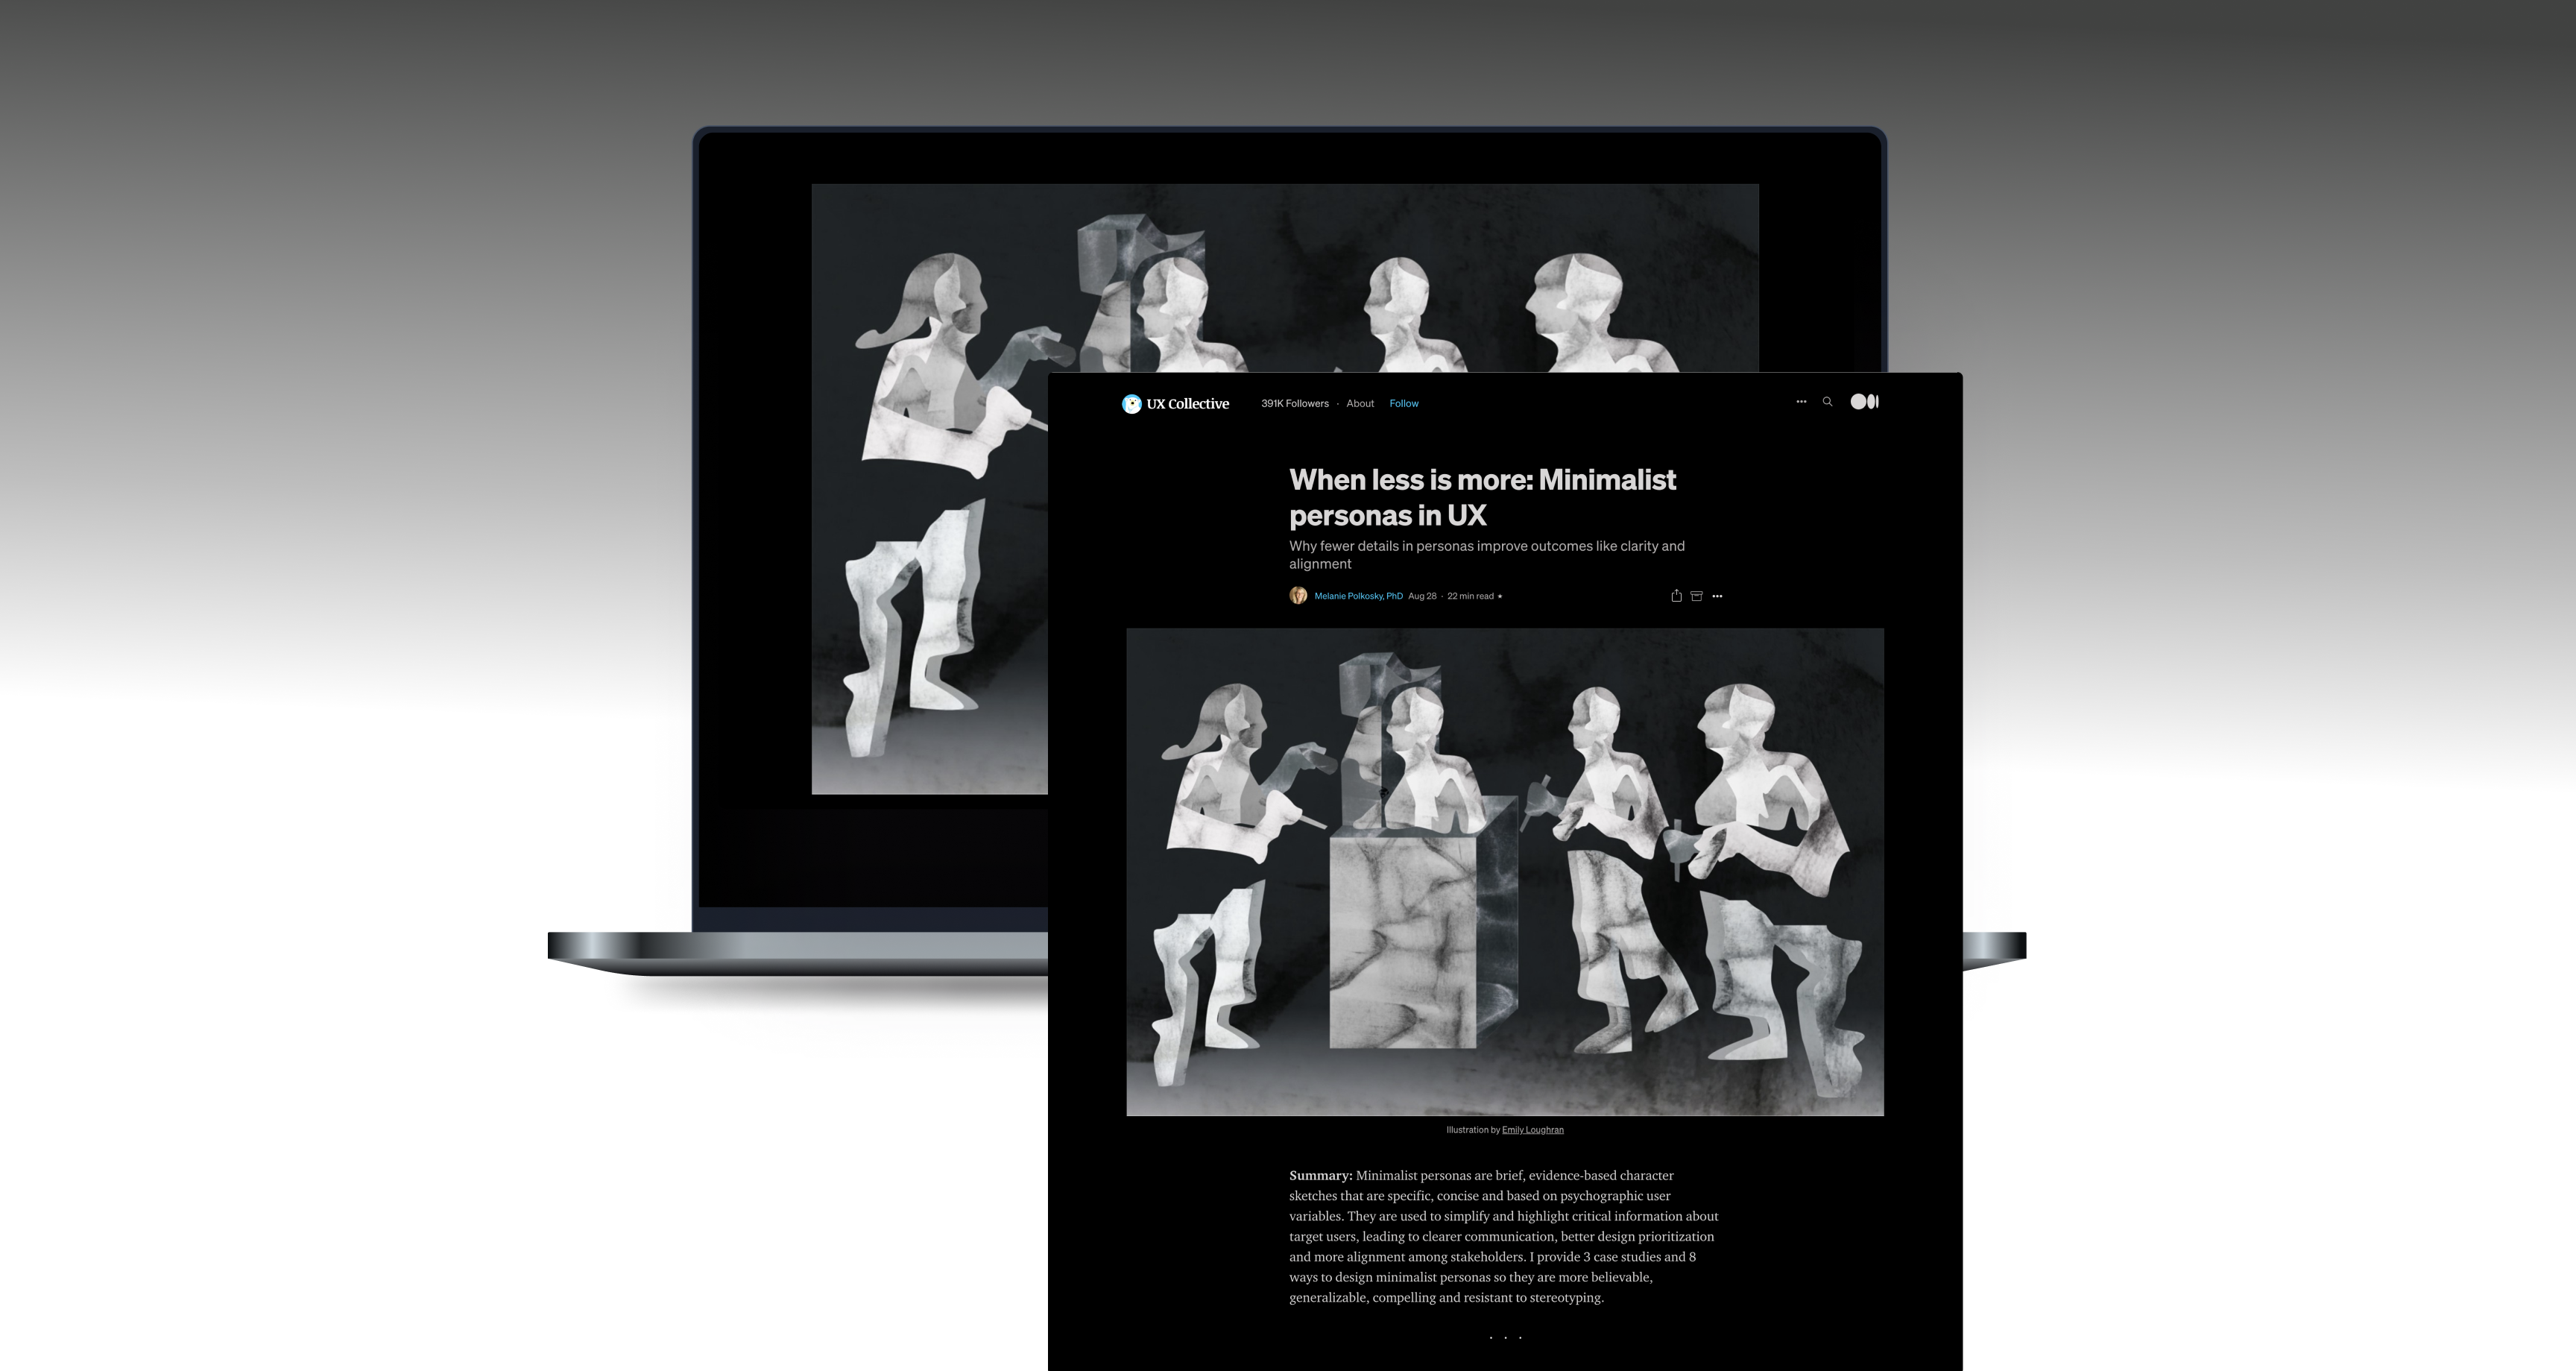 UX Collective 391K Followers · About Follow
When less is more: Minimalist
personas in UX
Why fewer details in personas improve outcomes like clarity and
alignment
Melanie Polkosky, PhD Aug 28 · 22 min read ★
Illustration by Emily Loughran
Summary: Minimalist personas are brief, evidence-based character
sketches that are specific, concise and based on psychographic user
variables. They are used to simplify and highlight critical information about
target users, leading to clearer communication, better design prioritization
and more alignment among stakeholders. I provide 3 case studies and 8
ways to design minimalist personas so they are more believable,
generalizable, compelling and resistant to stereotyping.
. . .